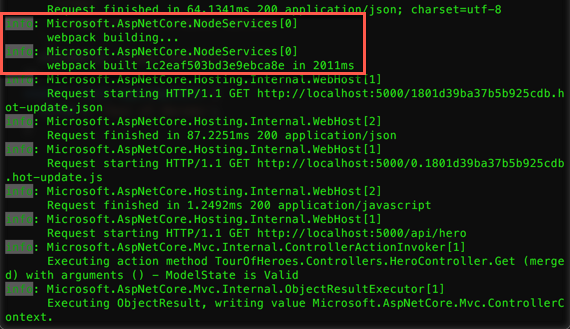 Request finished in 64.1341ms 200 application/json; charset=utf-8
info: Microsoft.AspNetCore.NodeServices[0]
webpack building...
info: Microsoft.AspNetCore.NodeServices[0]
webpack built 1c2eaf503bd3e9ebca8e in 2011ms
info: Microsoft.AspNetCore.Hosting.Internal.WebHost[1]
Request starting HTTP/1.1 GET http://localhost:5000/1801d39ba37b5b925cdb.h
ot-update.json
info: Microsoft.AspNetCore.Hosting.Internal.WebHost[2]
Request finished in 87.2251ms 200 application/json
info: Microsoft.AspNetCore.Hosting.Internal.WebHost[1]
Request starting HTTP/1.1 GET http://localhost:5000/0.1801d39ba37b5b925cdb
.hot-update.js
info: Microsoft.AspNetCore.Hosting.Internal.WebHost[2]
Request finished in 1.2492ms 200 application/javascript
info: Microsoft.AspNetCore.Hosting.Internal.WebHost[1]
Request starting HTTP/1.1 GET http://localhost:5000/api/hero
info: Microsoft.AspNetCore.Mvc.Internal.ControllerActionInvoker[1]
Executing action method TourOfHeroes.Controllers.HeroController.Get (merge
d) with arguments () - ModelState is Valid
info: Microsoft.AspNetCore.Mvc.Internal.ObjectResultExecutor[1]
Executing ObjectResult, writing value Microsoft.AspNetCore.Mvc.ControllerC
ontext.